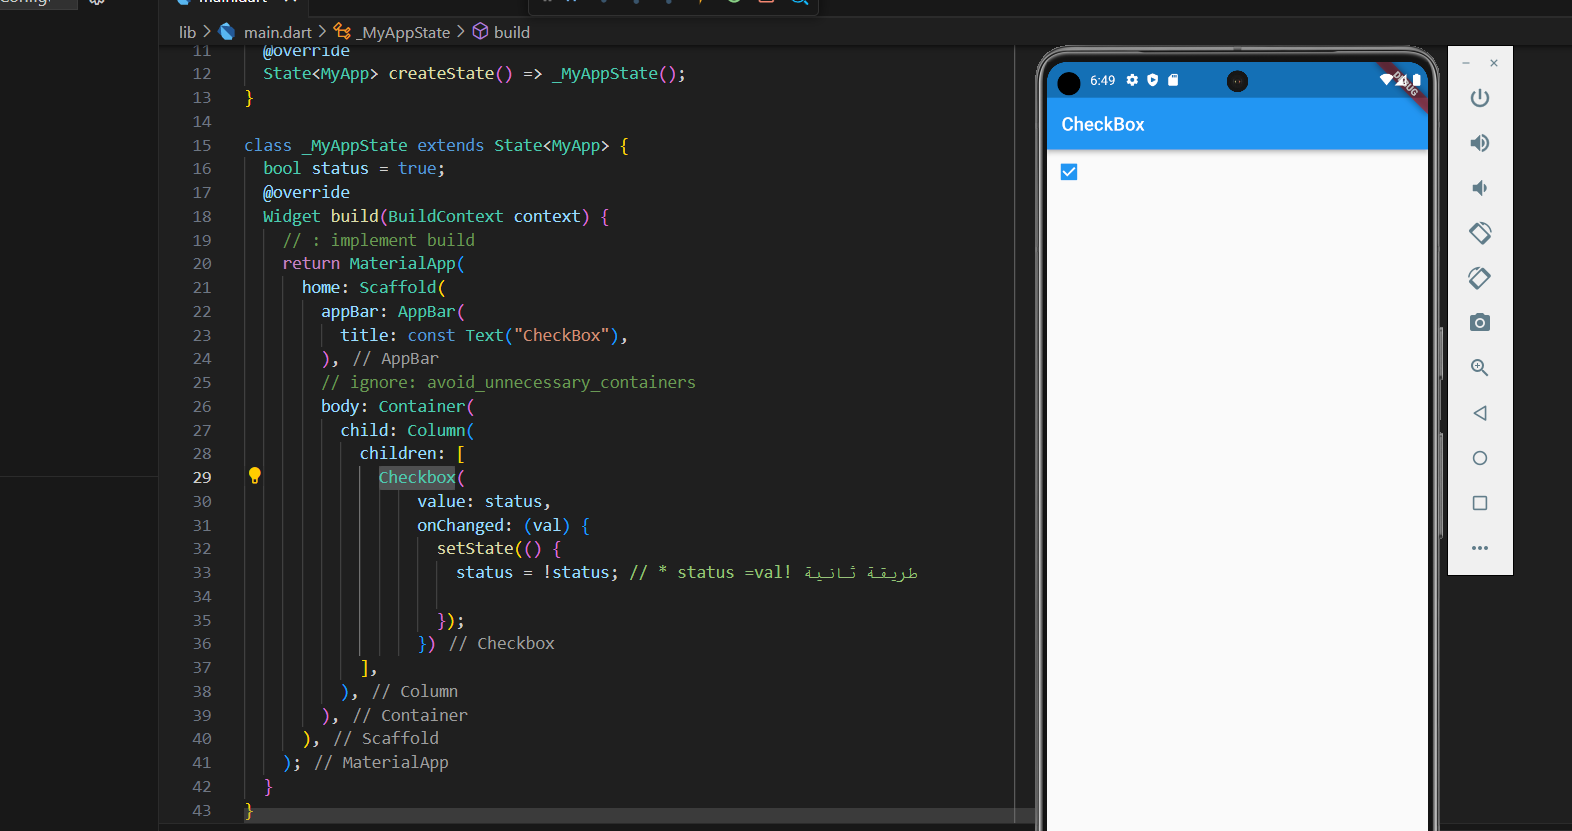 main.dart
lib > main.dart > _MyAppState > build
11 @override
12 State<MyApp> createState() => _MyAppState();
13 }
14
15 class _MyAppState extends State<MyApp> {
16 bool status = true;
17 @override
18 Widget build(BuildContext context) {
19 // : implement build
20 return MaterialApp(
21 home: Scaffold(
22 appBar: AppBar(
23 title: const Text("CheckBox"),
24 ), // AppBar
25 // ignore: avoid_unnecessary_containers
26 body: Container(
27 child: Column(
28 children: [
29 Checkbox(
30 value: status,
31 onChanged: (val) {
32 setState(() {
33 status = !status; // * status =val! طريقة ثانية
34
35 });
36 }) // Checkbox
37 ],
38 ), // Column
39 ), // Container
40 ), // Scaffold
41 ); // MaterialApp
42 }
43 }
6:49
DEBUG
CheckBox